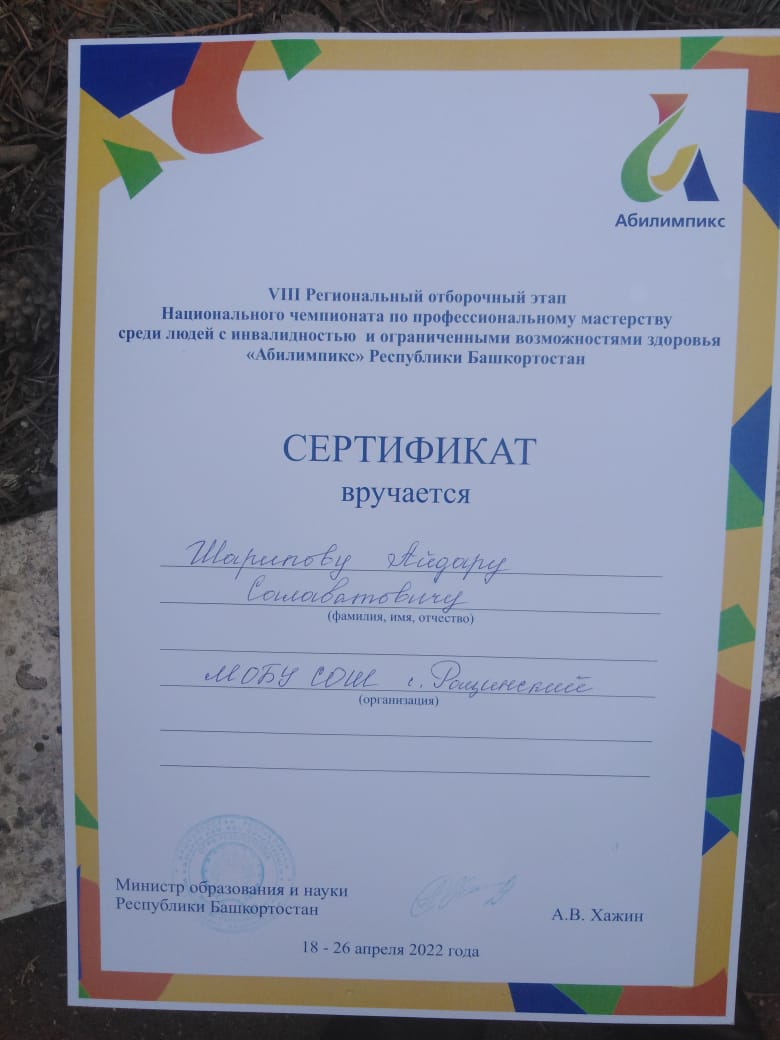 Абилимпикс
VIII Региональный отборочный этап
Национального чемпионата по профессиональному мастерству
среди людей с инвалидностью и ограниченными возможностями здоровья
«Абилимпикс» Республики Башкортостан
СЕРТИФИКАТ
вручается
Шарипову Айдару
Салаватовичу
(фамилия, имя, отчество)
МОБУ СОШ с. Рощинский
(организация)
Министр образования и науки
Республики Башкортостан
А.В. Хажин
18 - 26 апреля 2022 года